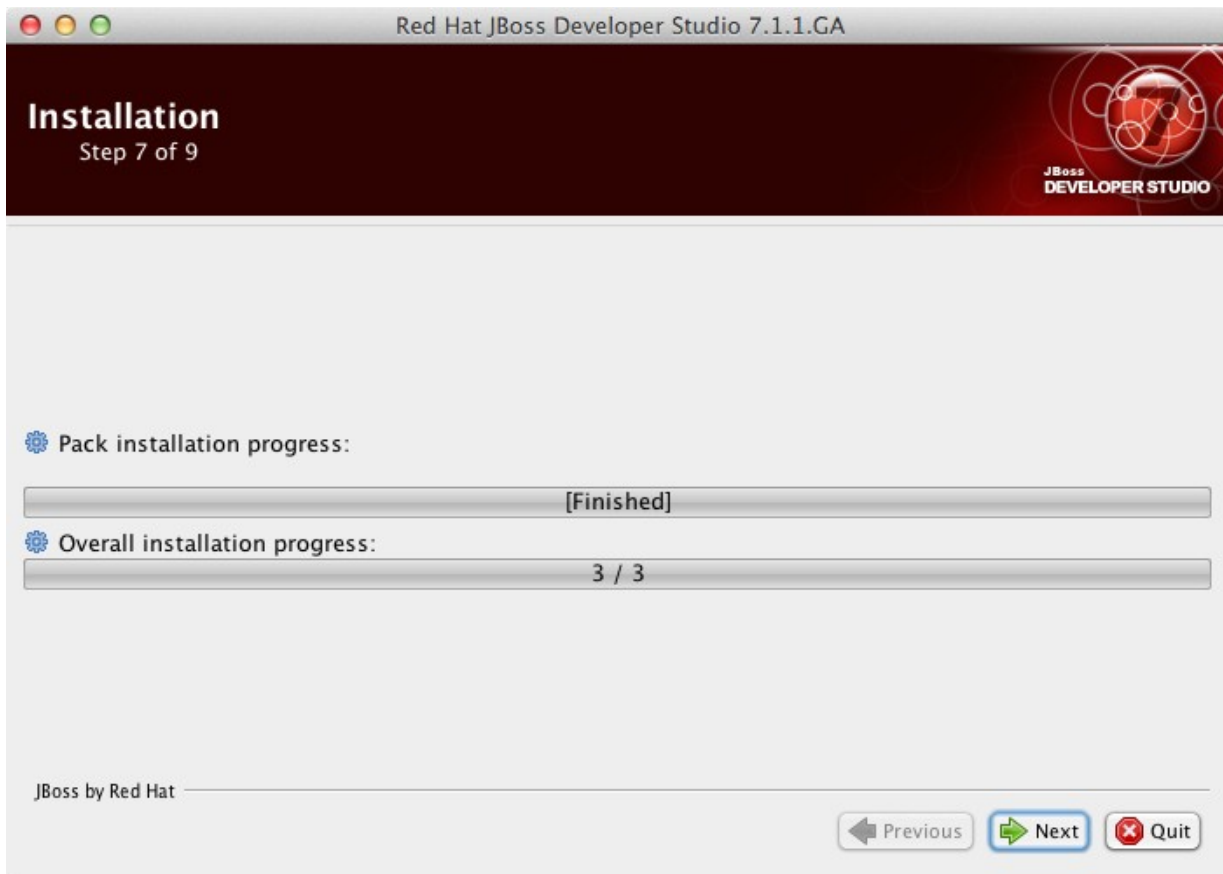 Red Hat JBoss Developer Studio 7.1.1.GA
Installation
Step 7 of 9
7
JBoss
DEVELOPER STUDIO
Pack installation progress:
[Finished]
Overall installation progress:
3 / 3
JBoss by Red Hat
Previous
Next
Quit